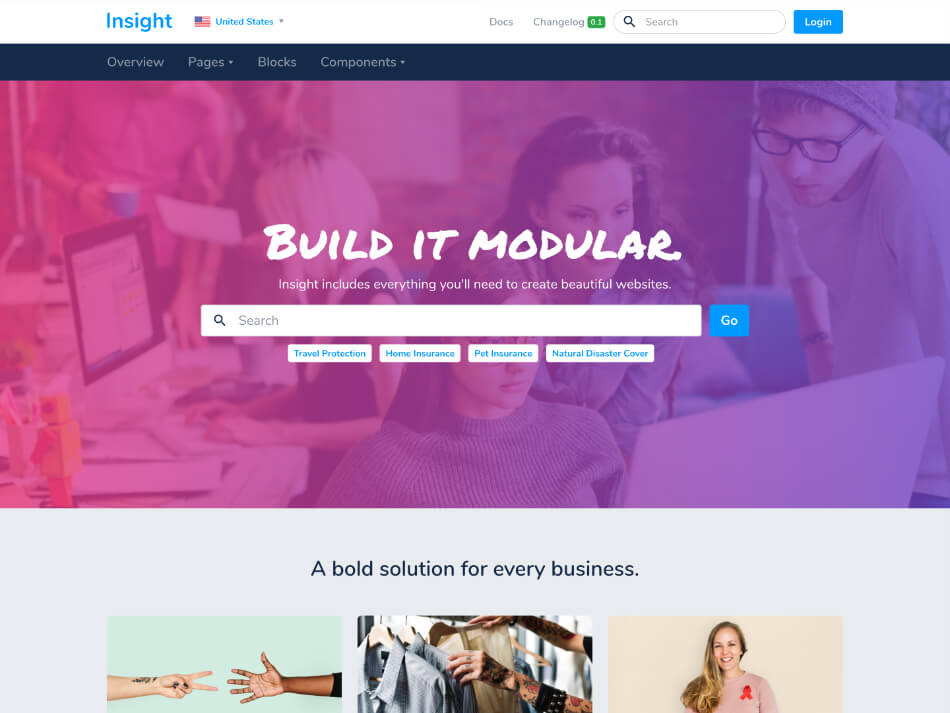 Insight
United States
Docs
Changelog 0.1
Search
Login
Overview
Pages
Blocks
Components
BUILD IT MODULAR.
Insight includes everything you'll need to create beautiful websites.
Search
Go
Travel Protection
Home Insurance
Pet Insurance
Natural Disaster Cover
A bold solution for every business.